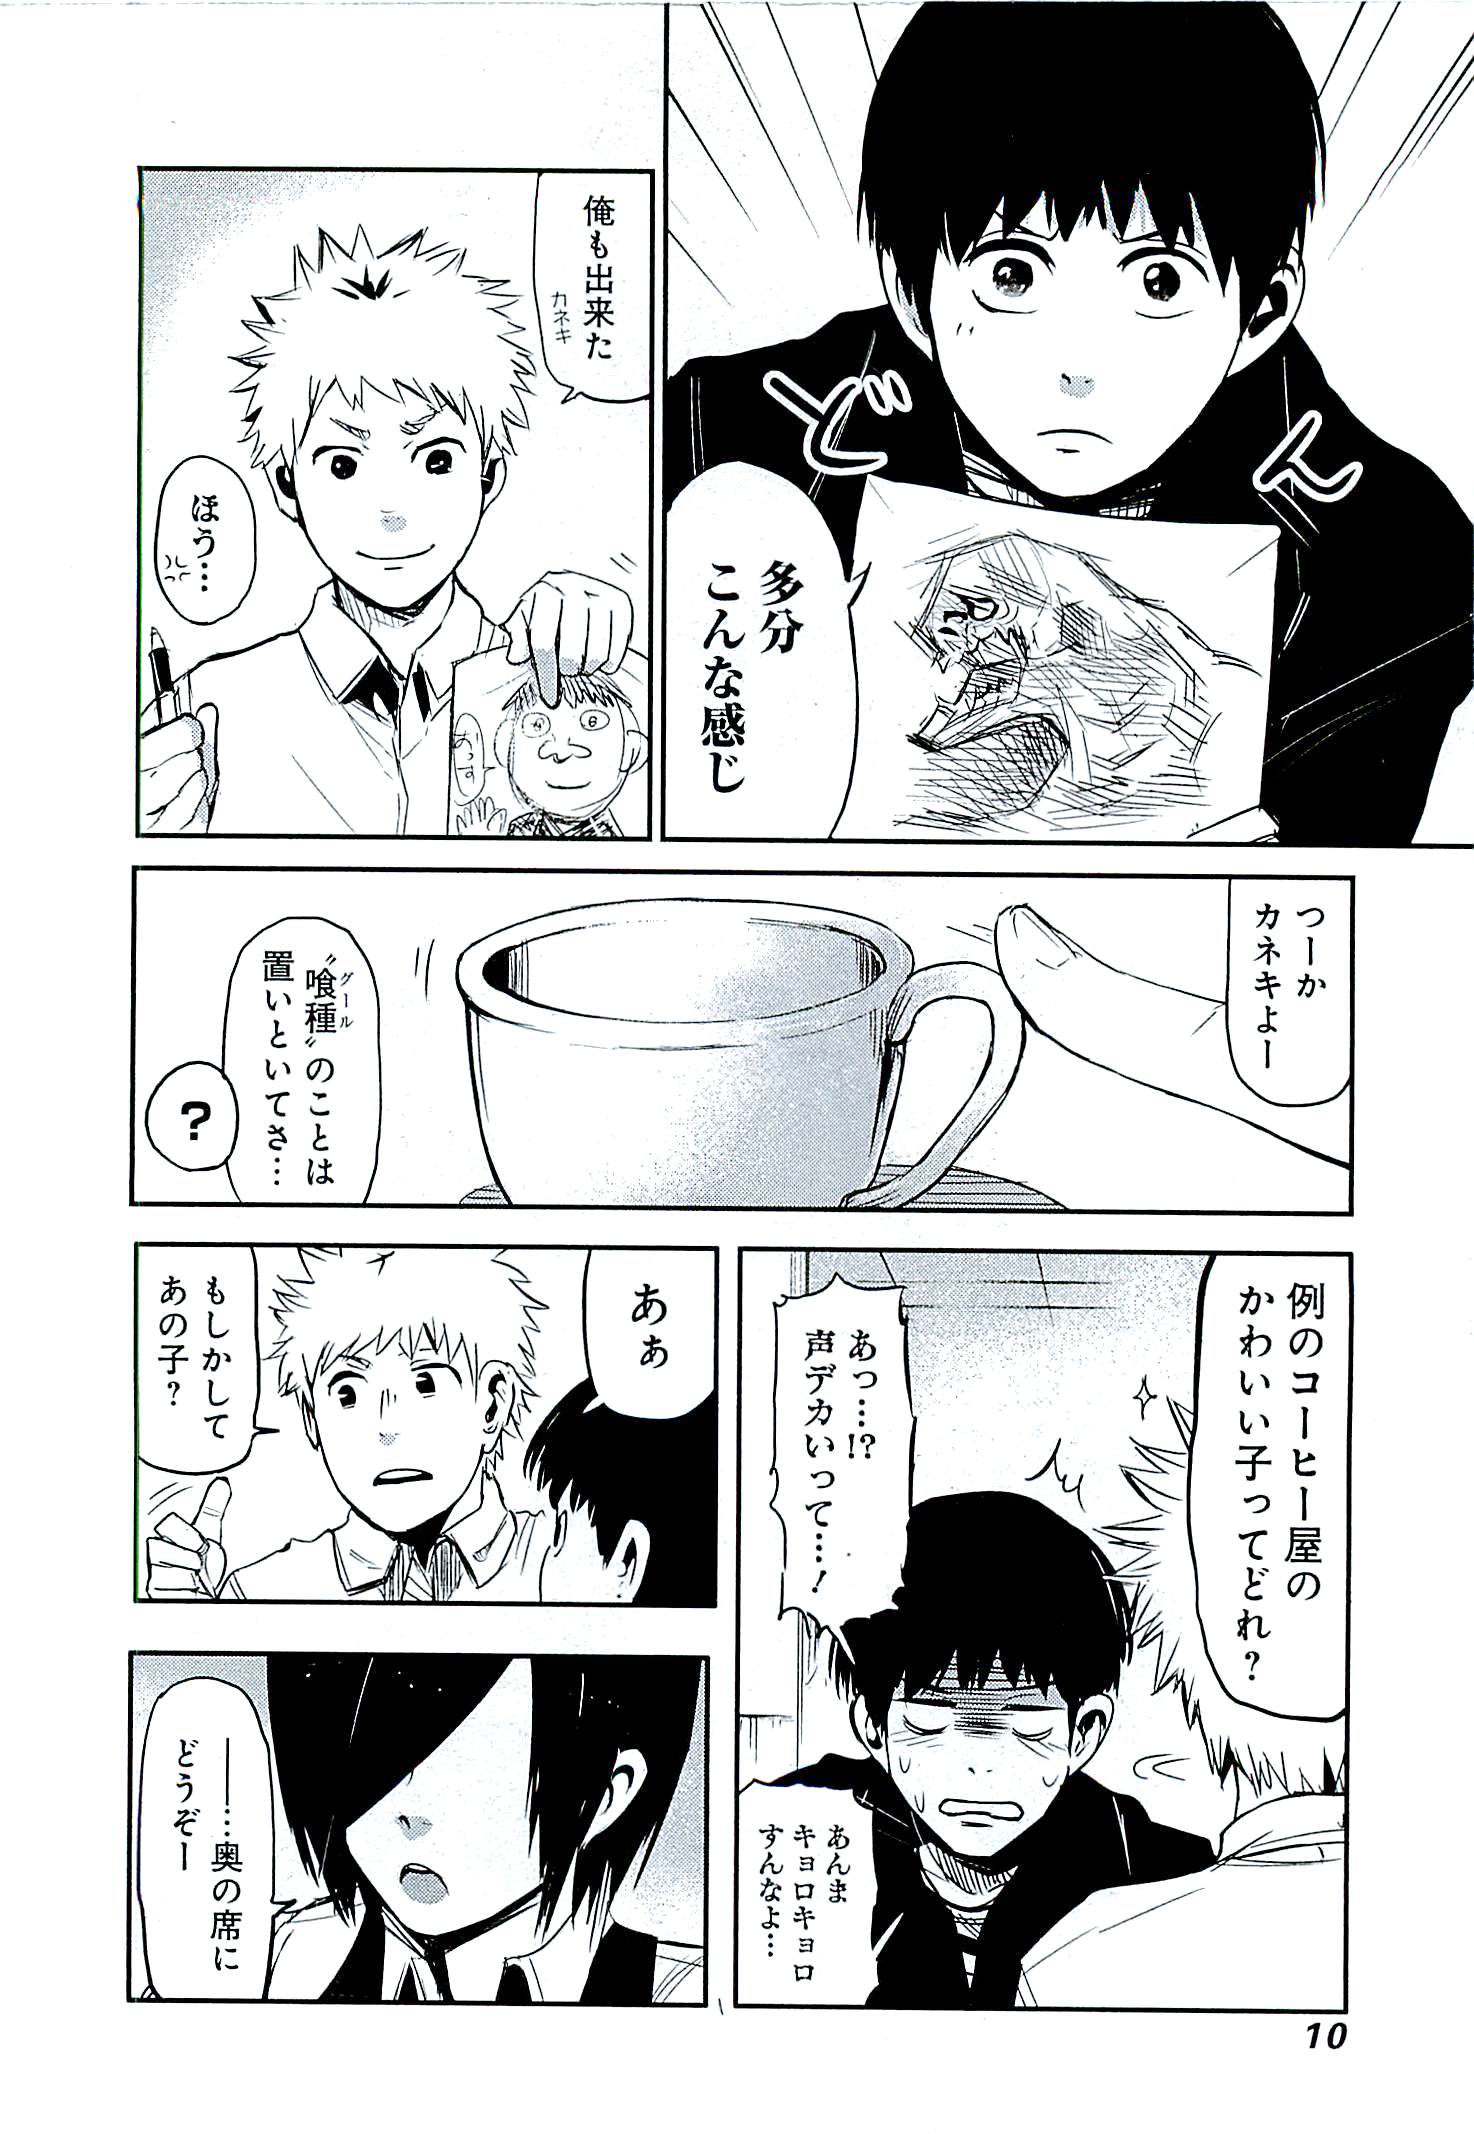 どん
多分
こんな感じ
俺も出来た
カネキ
ほう…
うっす
つーか
カネキよー
〝喰種〟のことは
グール
置いといてさ…
？
例のコーヒー屋の
かわいい子ってどれ？
あっ…!?
声デカいって…！
あんま
キョロキョロ
すんなよ…
あぁ
もしかして
あの子？
――…奥の席に
どうぞー
10